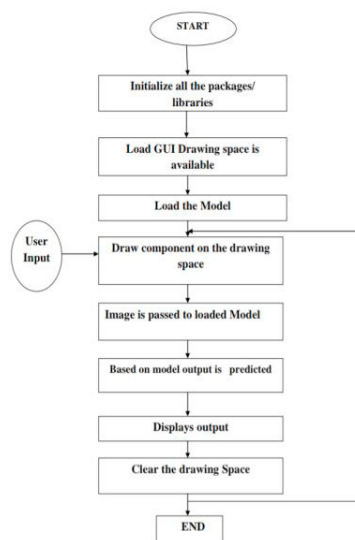 START
Initialize all the packages/
libraries
Load GUI Drawing space is
available
Load the Model
User
Input
Draw component on the drawing
space
Image is passed to loaded Model
Based on model output is predicted
Displays output
Clear the drawing Space
END